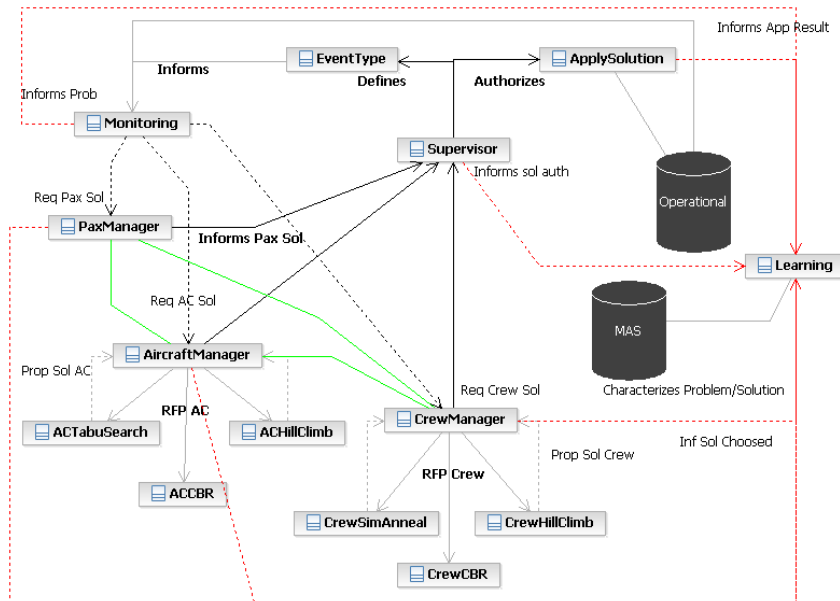 Informs App Result
EventType
ApplySolution
Informs
Defines
Authorizes
Informs Prob
Monitoring
Supervisor
Informs sol auth
Req Pax Sol
Operational
PaxManager
Informs Pax Sol
Learning
Req AC Sol
MAS
AircraftManager
Prop Sol AC
Req Crew Sol
Characterizes Problem/Solution
RFP AC
ACTabuSearch
ACHillClimb
CrewManager
Inf Sol Choosed
Prop Sol Crew
RFP Crew
ACCBR
CrewSimAnneal
CrewHillClimb
CrewCBR